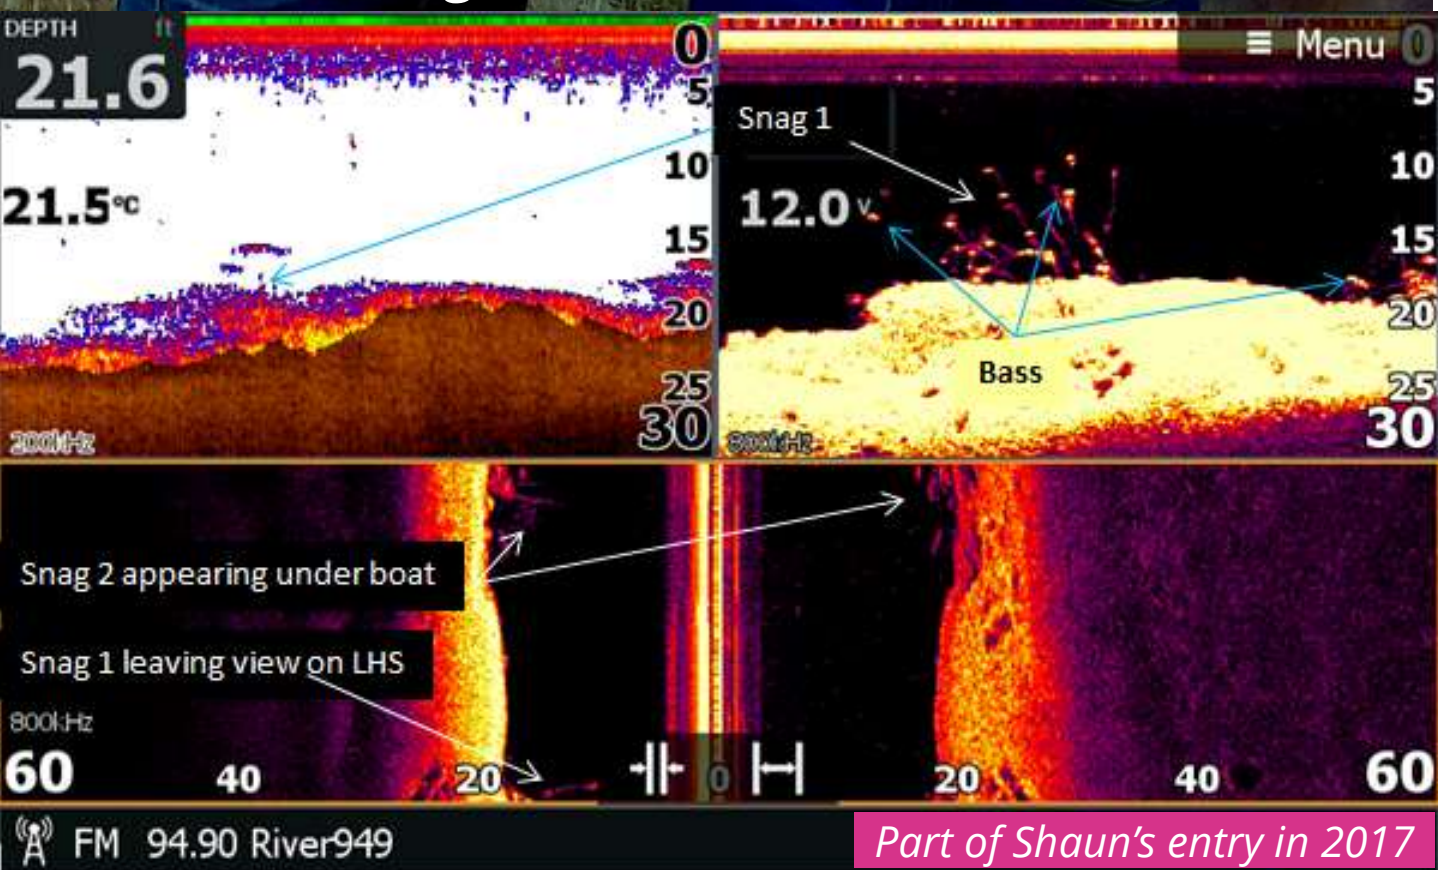 DEPTH ft
21.6
0
5
10
15
20
25
30
21.5°C
200kHz
Menu
0
5
10
15
20
25
30
Snag 1
12.0 v
Bass
800kHz
Snag 2 appearing under boat
Snag 1 leaving view on LHS
800kHz
60 40 20 0 20 40 60
FM 94.90 River949
Part of Shaun's entry in 2017